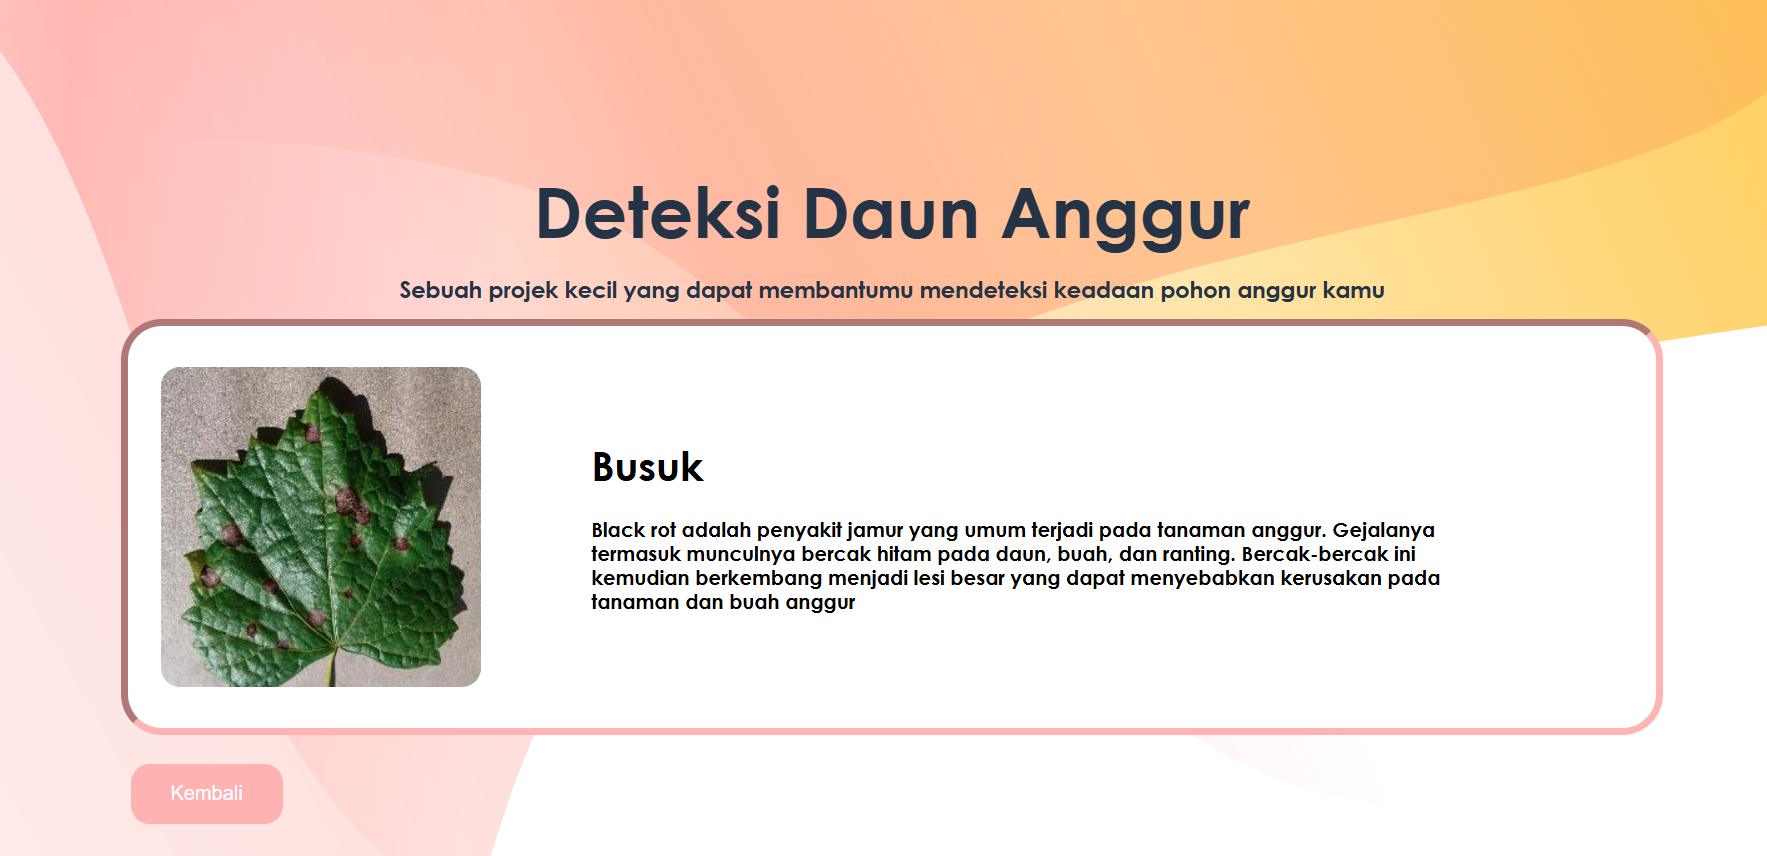 Deteksi Daun Anggur
Sebuah projek kecil yang dapat membantumu mendeteksi keadaan pohon anggur kamu
Busuk
Black rot adalah penyakit jamur yang umum terjadi pada tanaman anggur. Gejalanya
termasuk munculnya bercak hitam pada daun, buah, dan ranting. Bercak-bercak ini
kemudian berkembang menjadi lesi besar yang dapat menyebabkan kerusakan pada
tanaman dan buah anggur
Kembali